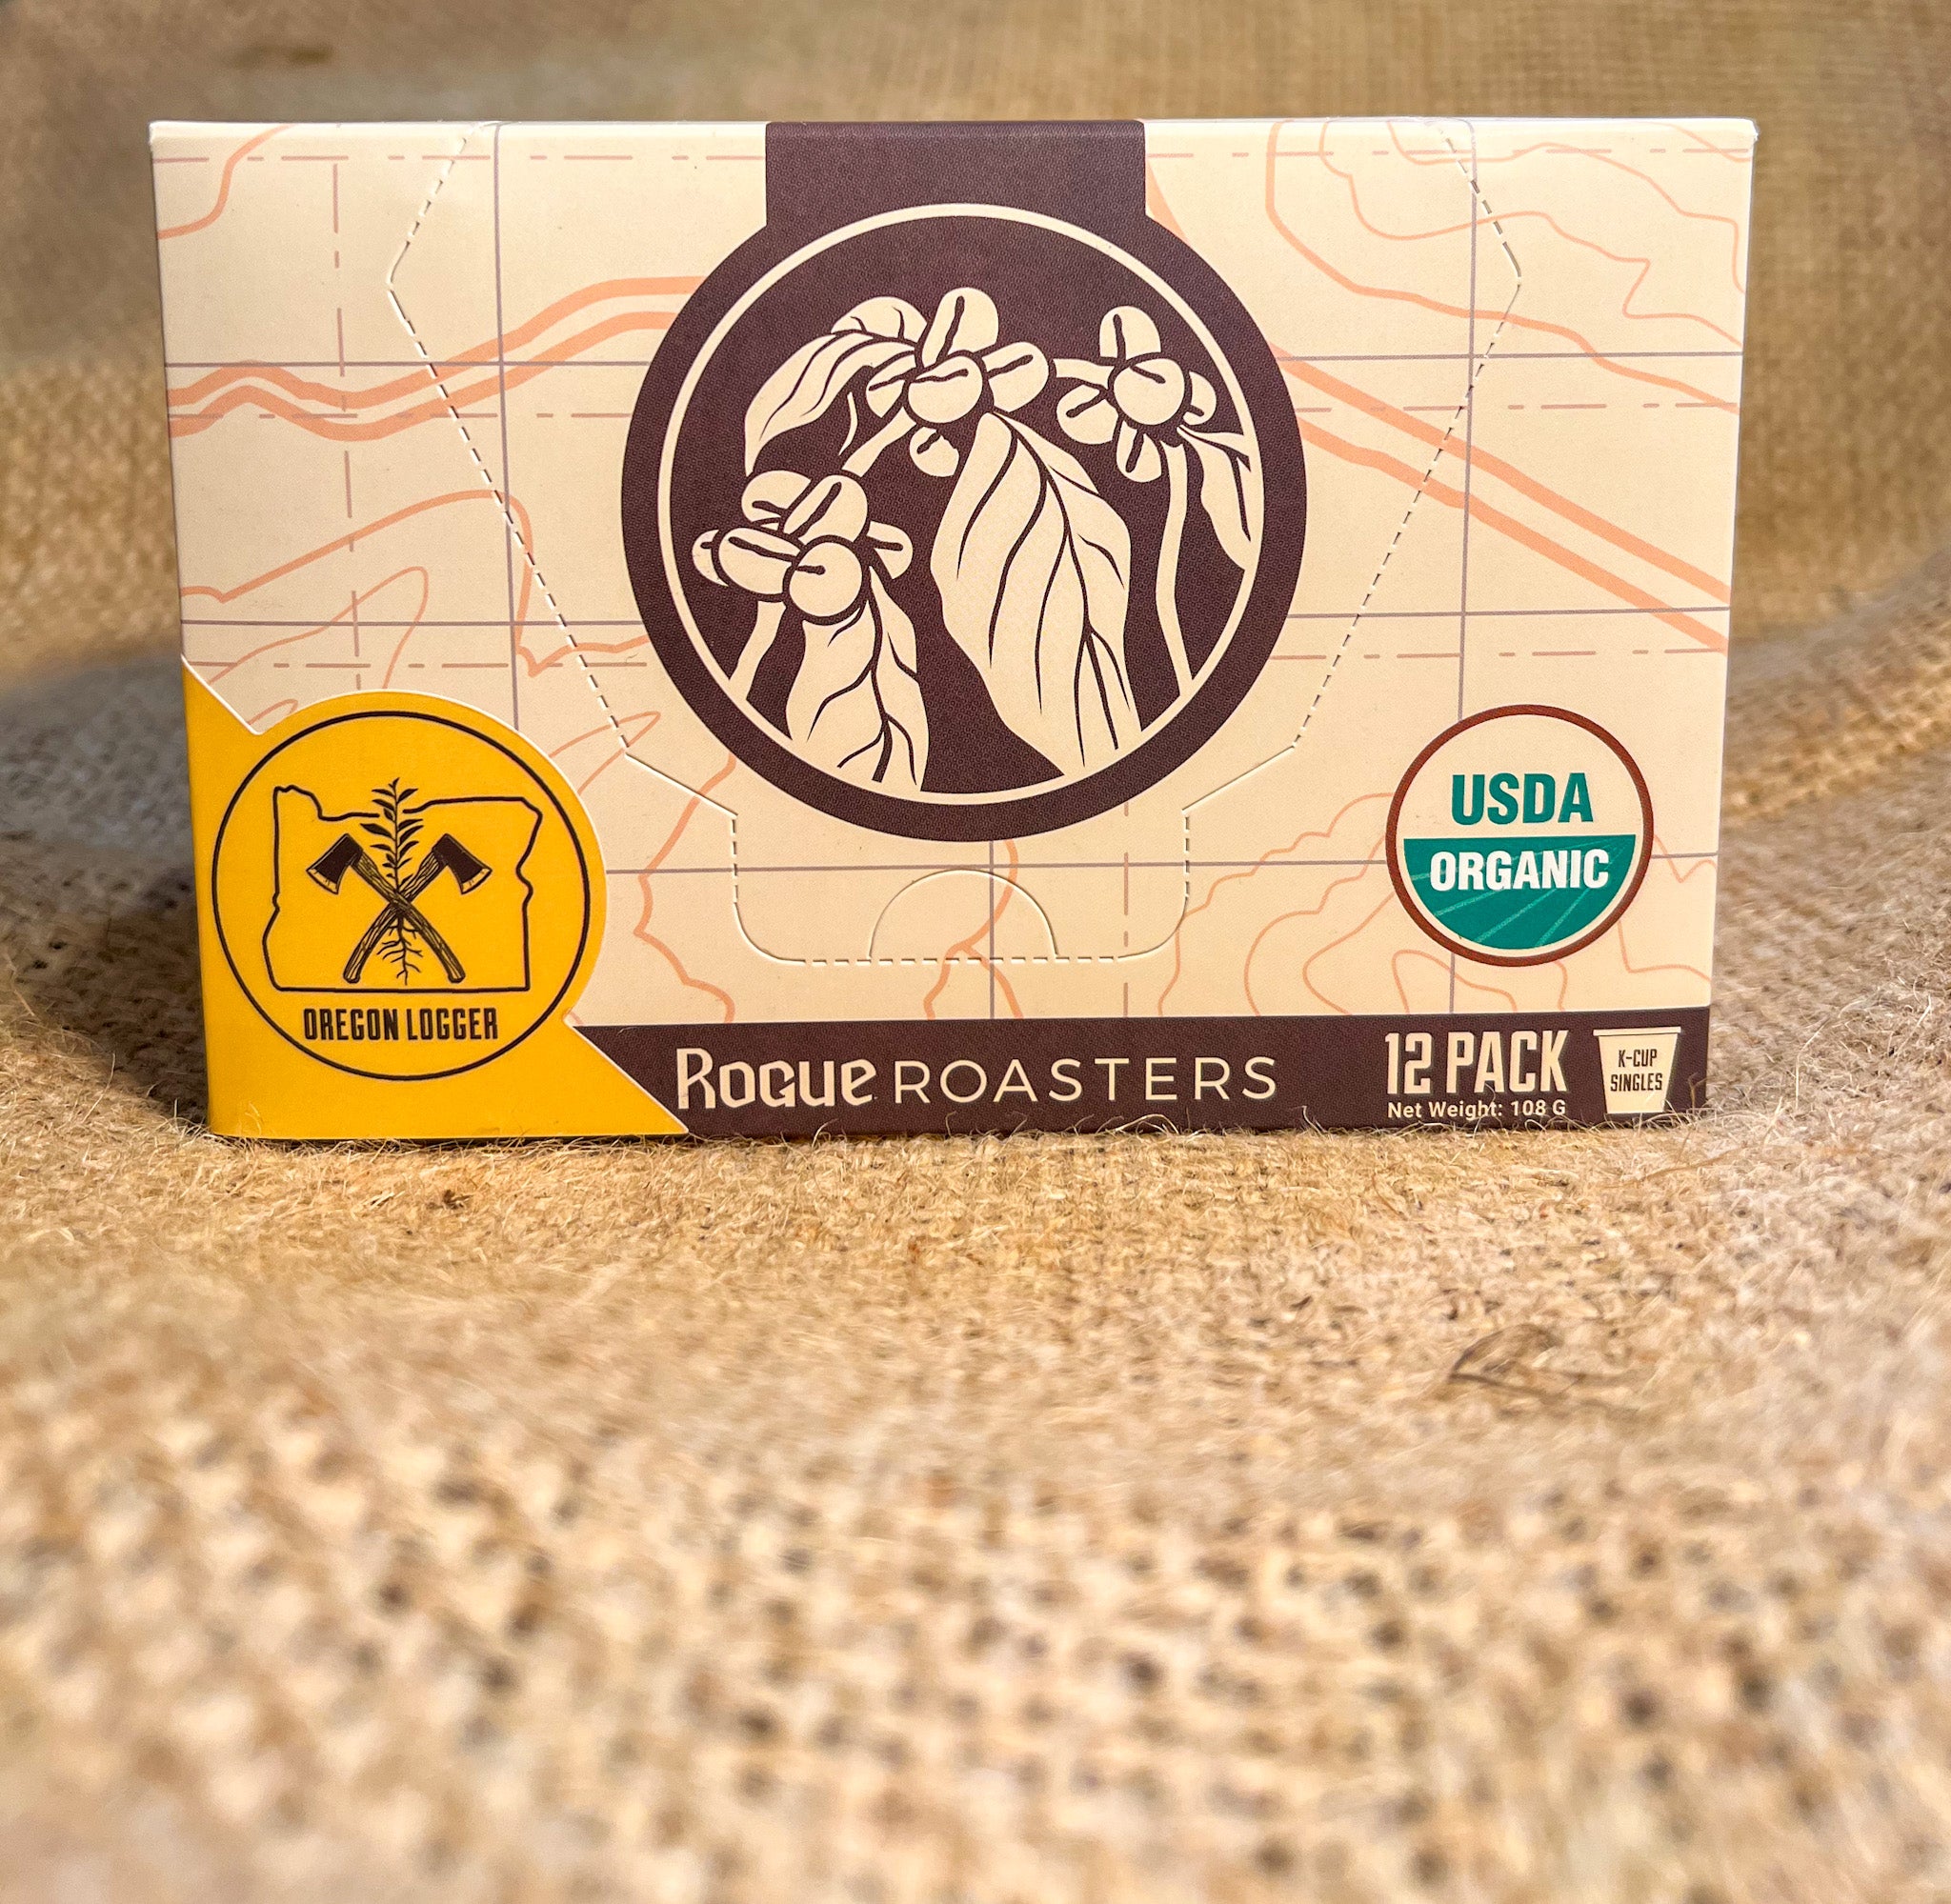 USDA
ORGANIC
OREGON LOGGER
Rogue ROASTERS
12 PACK
Net Weight: 108 G
K-CUP
SINGLES